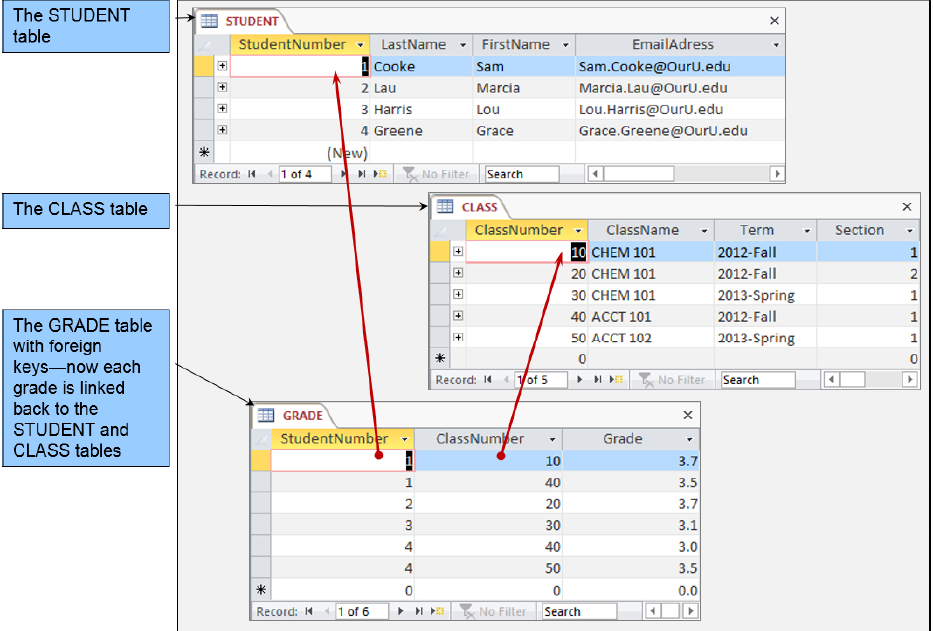 The STUDENT
table
STUDENT
StudentNumber LastName FirstName EmailAdress
1 Cooke Sam Sam.Cooke@OurU.edu
2 Lau Marcia Marcia.Lau@OurU.edu
3 Harris Lou Lou.Harris@OurU.edu
4 Greene Grace Grace.Greene@OurU.edu
(New)
Record: 1 of 4 No Filter Search
The CLASS table
CLASS
ClassNumber ClassName Term Section
10 CHEM 101 2012-Fall 1
20 CHEM 101 2012-Fall 2
30 CHEM 101 2013-Spring 1
40 ACCT 101 2012-Fall 1
50 ACCT 102 2013-Spring 1
0 0
Record: 1 of 5 No Filter Search
The GRADE table
with foreign
keys—now each
grade is linked
back to the
STUDENT and
CLASS tables
GRADE
StudentNumber ClassNumber Grade
1 10 3.7
1 40 3.5
2 20 3.7
3 30 3.1
4 40 3.0
4 50 3.5
0 0 0.0
Record: 1 of 6 No Filter Search